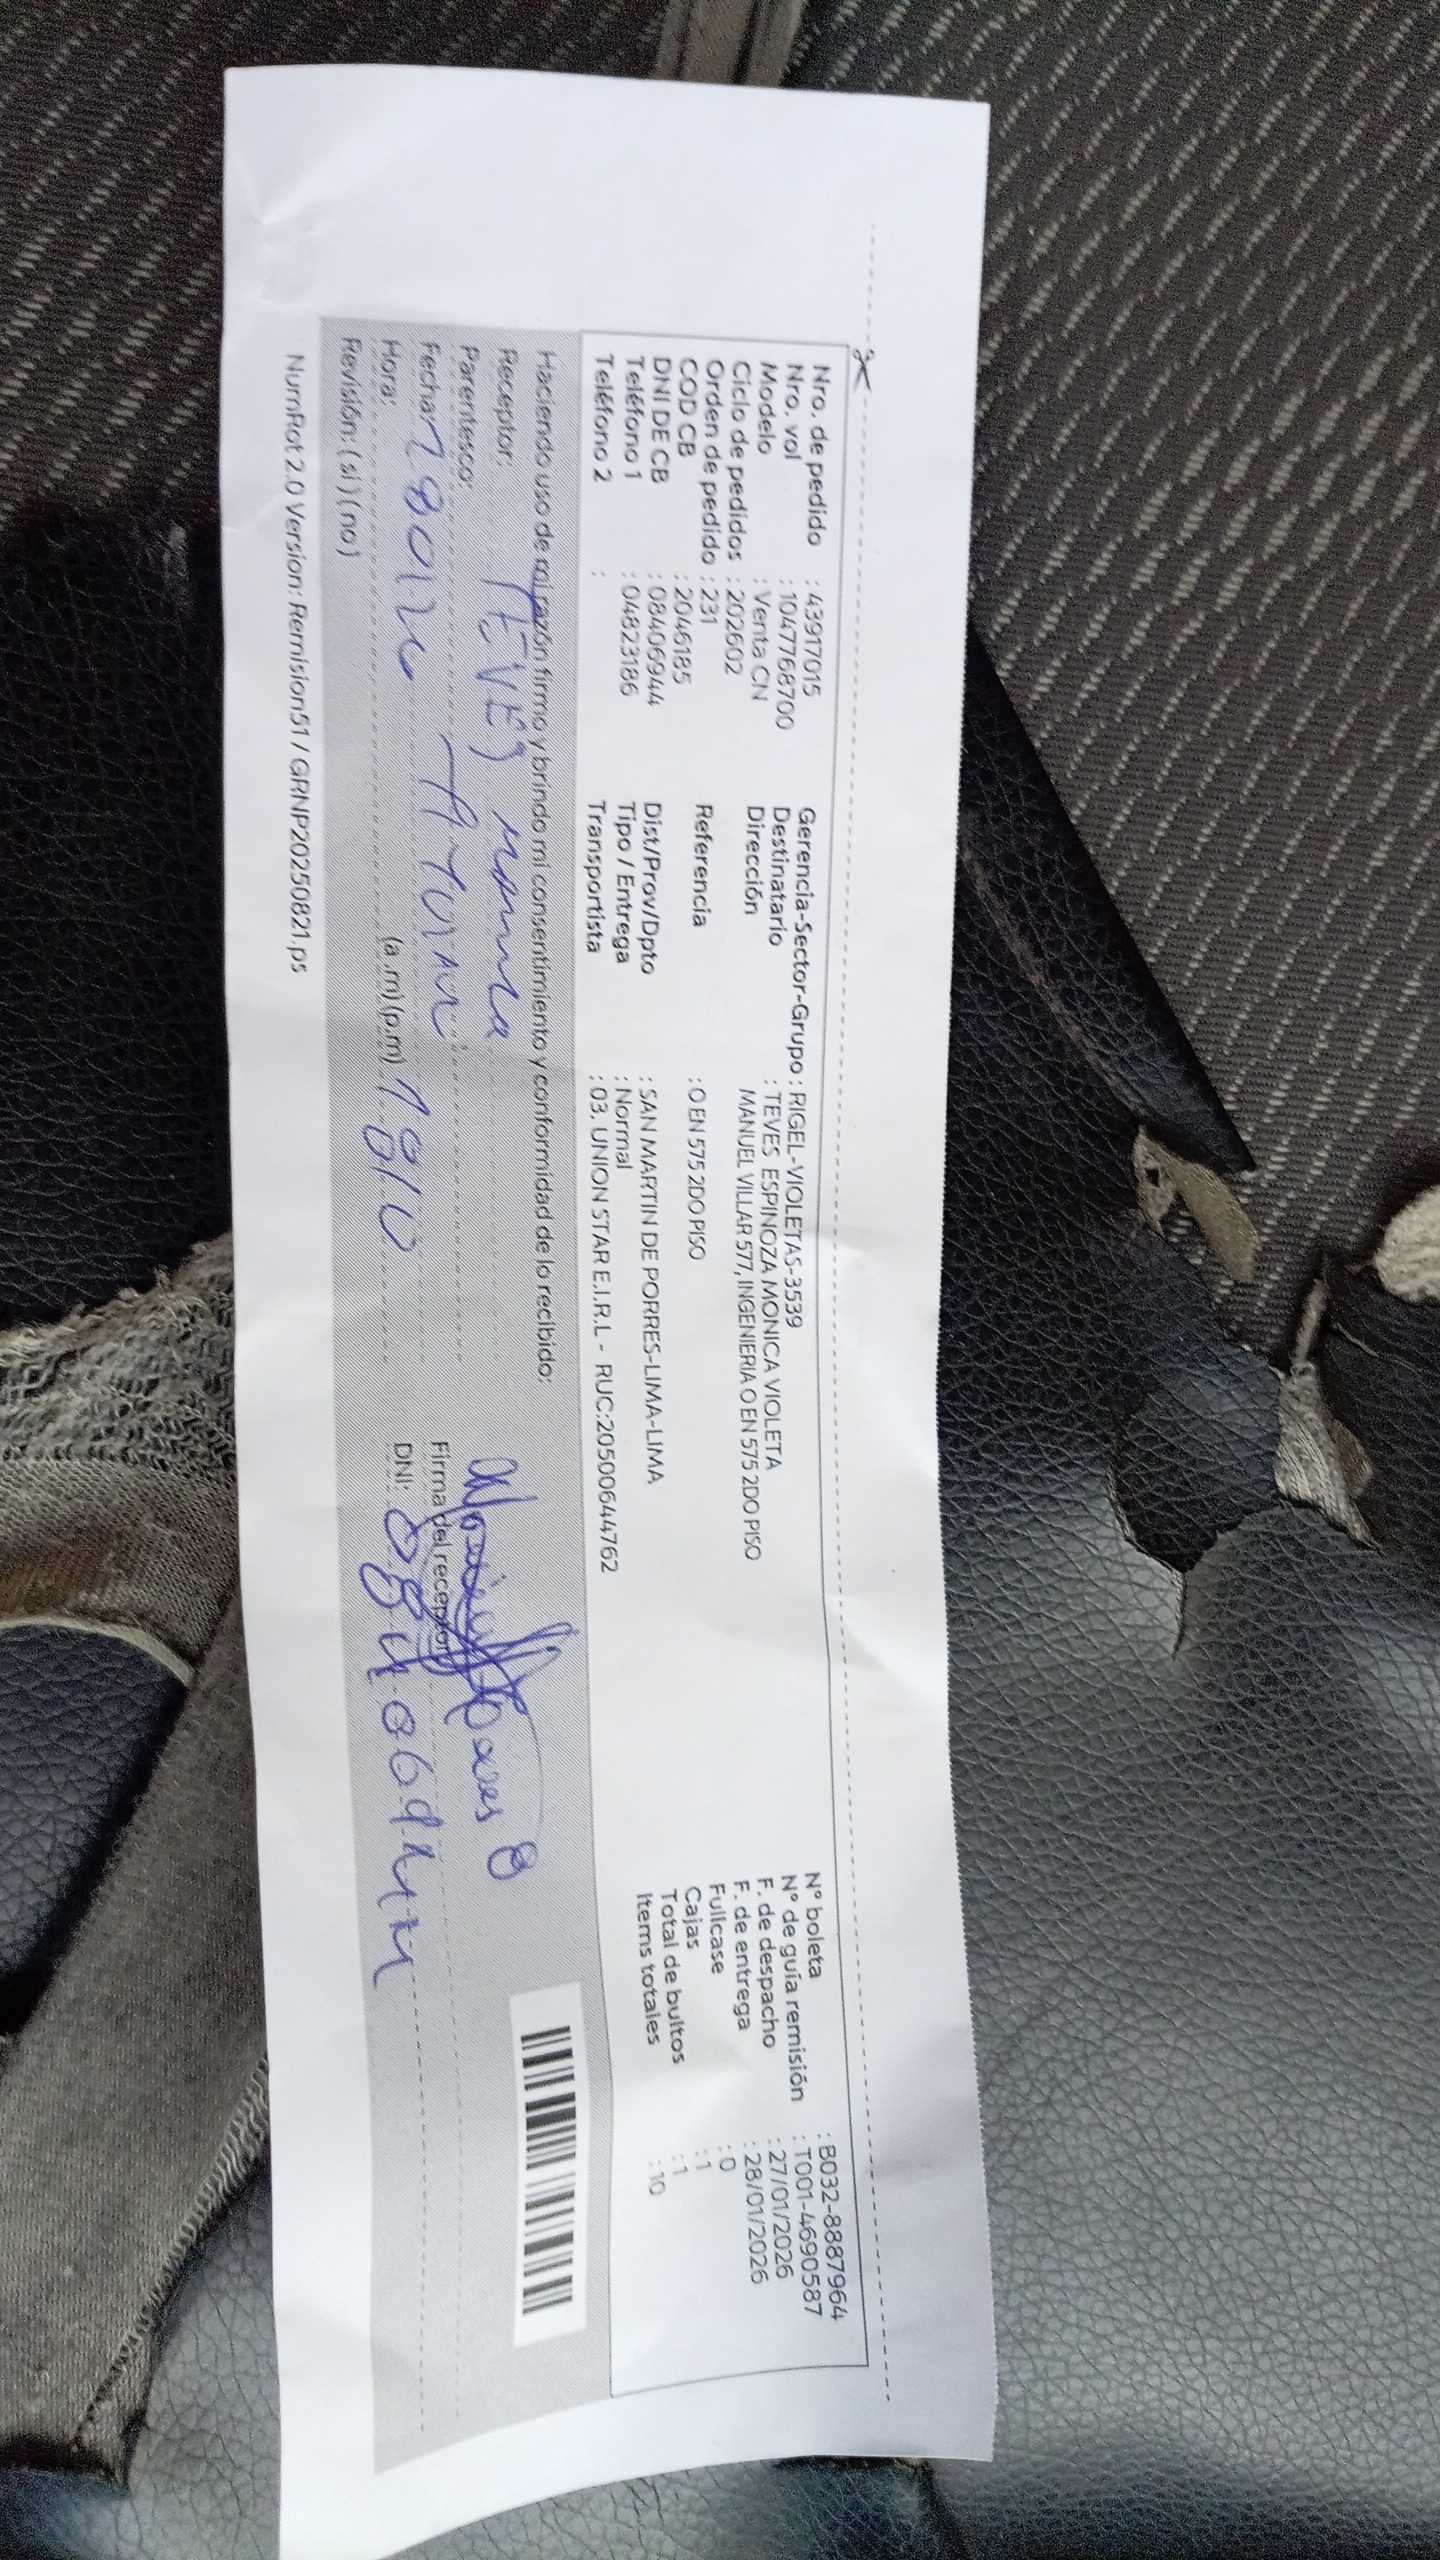 Nro. de pedido : 43917015
Nro. vol : 1047768700
Modelo : Venta CN
Ciclo de pedidos : 202602
Orden de pedido : 231
COD CB : 2046185
DNI DE CB : 08406944
Teléfono 1 : 04823186
Teléfono 2 :
Gerencia-Sector-Grupo : RIGEL-VIOLETAS-3539
Destinatario : TEVES ESPINOZA MONICA VIOLETA
Dirección MANUEL VILLAR 577, INGENIERIA O EN 575 2DO PISO
Referencia : O EN 575 2DO PISO
Dist/Prov/Dpto : SAN MARTIN DE PORRES-LIMA-LIMA
Tipo / Entrega : Normal
Transportista : 03. UNION STAR E.I.R.L - RUC:20500644762
N° boleta : B032-8887964
N° de guía remisión : T001-4690587
F. de despacho : 27/01/2026
F. de entrega : 28/01/2026
Fullcase : 0
Cajas : 1
Total de bultos : 1
Items totales : 10
Haciendo uso de mi razón firmo y brindo mi consentimiento y conformidad de lo recibido:
Receptor:
Parentesco:
Fecha:
Hora: (a.m)(p.m)
Revisión: (si)(no)
Firma del receptor
DNI: 08406944
NumRot 2.0 Version: Remision51 / GRNP20250821.ps